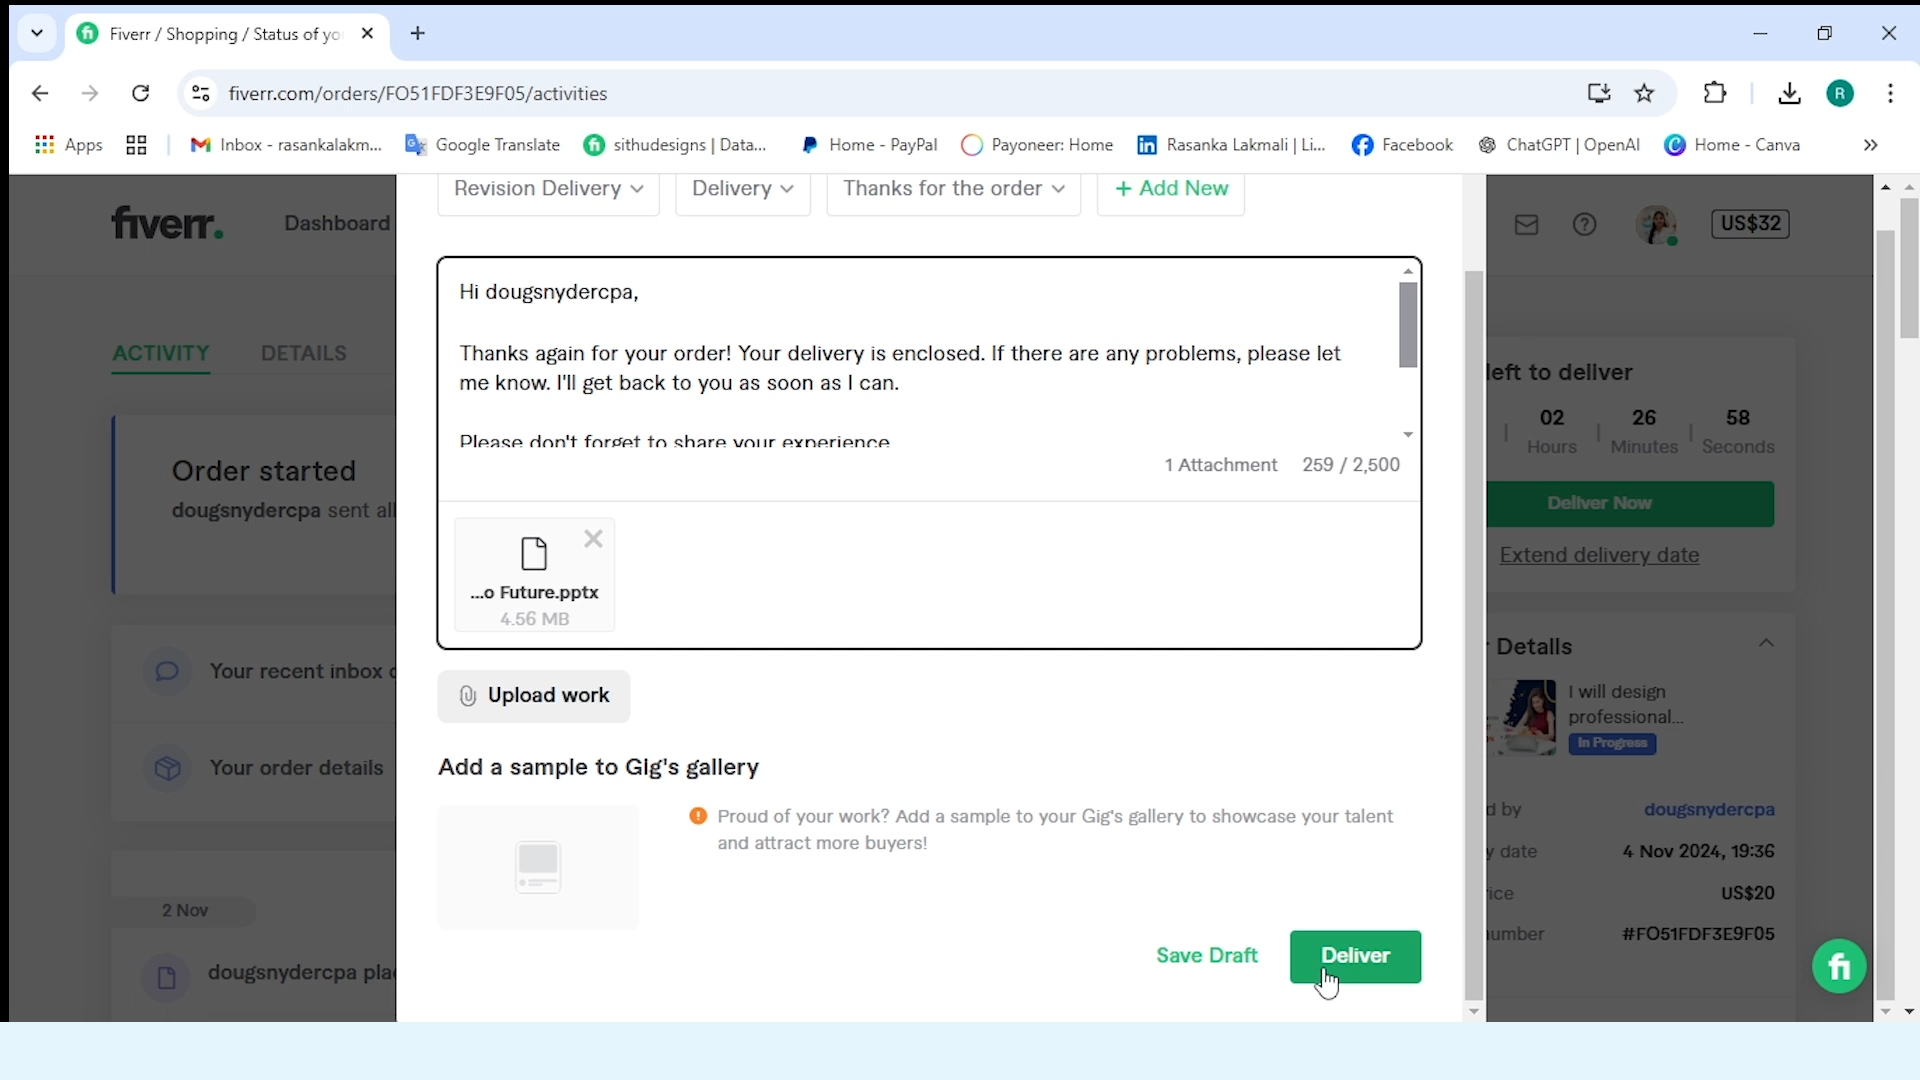 Fiverr / Shopping / Status of yo
fiverr.com/orders/FO51FDF3E9F05/activities
R
Apps
Inbox - rasankalakm...
Google Translate
sithudesigns | Data...
Home - PayPal
Payoneer: Home
Rasanka Lakmali | Li...
Facebook
ChatGPT | OpenAI
Home - Canva
fiverr.
Dashboard
Revision Delivery
Delivery
Thanks for the order
+ Add New
US$32
Hi dougsnydercpa,
Thanks again for your order! Your delivery is enclosed. If there are any problems, please let
me know. I'll get back to you as soon as I can.
Please don't forget to share your experience
1 Attachment 259 / 2,500
...o Future.pptx
4.56 MB
Upload work
Add a sample to Gig's gallery
Proud of your work? Add a sample to your Gig's gallery to showcase your talent
and attract more buyers!
Save Draft
Deliver
ACTIVITY
DETAILS
Order started
dougsnydercpa sent all
Your recent inbox c
Your order details
2 Nov
dougsnydercpa pla
left to deliver
02 26 58
Hours Minutes Seconds
Deliver Now
Extend delivery date
Details
I will design
professional...
In Progress
d by dougsnydercpa
y date 4 Nov 2024, 19:36
ice US$20
umber #FO51FDF3E9F05
fi